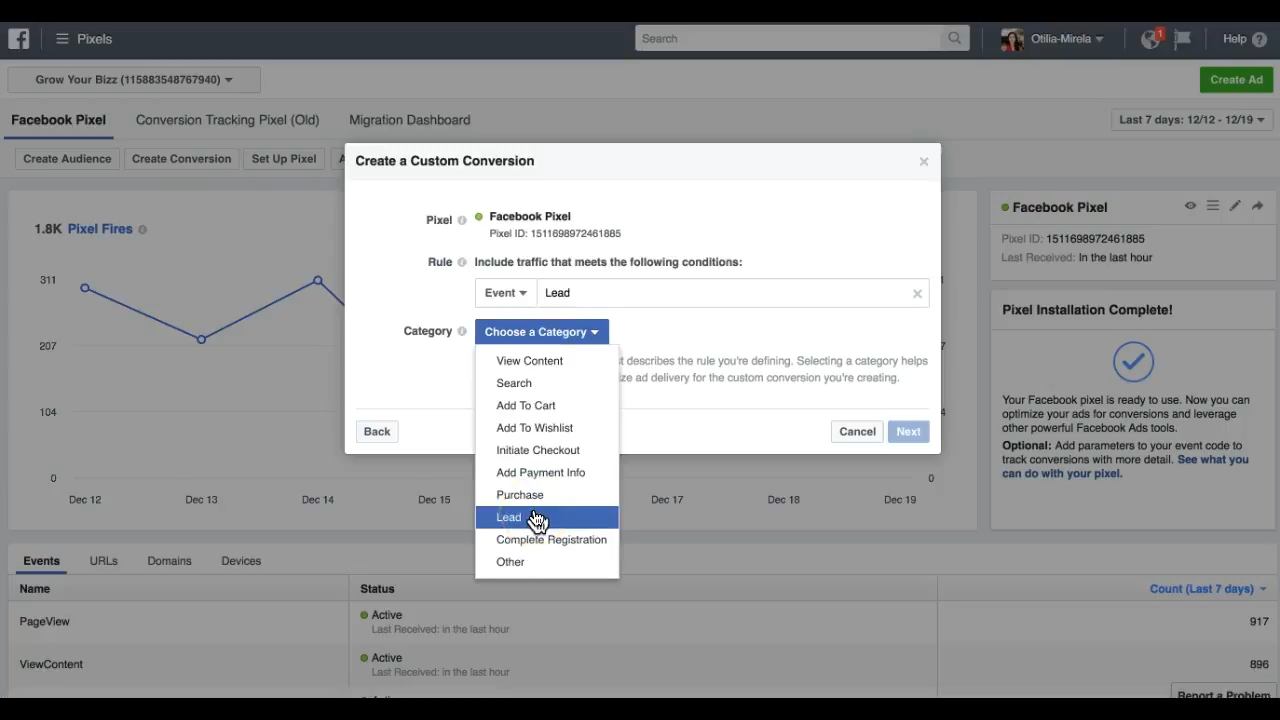 Pixels
Search
Otilia-Mirela
1
Help
Grow Your Bizz (115883548767940)
Create Ad
Facebook Pixel
Conversion Tracking Pixel (Old)
Migration Dashboard
Last 7 days: 12/12 - 12/19
Create Audience
Create Conversion
Set Up Pixel
A
Create a Custom Conversion
Pixel
Facebook Pixel
Pixel ID: 1511698972461885
Rule
Include traffic that meets the following conditions:
Event
Lead
Category
Choose a Category
t describes the rule you're defining. Selecting a category helps
ze ad delivery for the custom conversion you're creating.
View Content
Search
Add To Cart
Add To Wishlist
Initiate Checkout
Add Payment Info
Purchase
Lead
Complete Registration
Other
Back
Cancel
Next
1.8K Pixel Fires
311
207
104
0
1
7
4
0
Dec 12
Dec 13
Dec 14
Dec 15
Dec 17
Dec 18
Dec 19
Facebook Pixel
Pixel ID: 1511698972461885
Last Received: In the last hour
Pixel Installation Complete!
Your Facebook pixel is ready to use. Now you can
optimize your ads for conversions and leverage
other powerful Facebook Ads tools.
Optional: Add parameters to your event code to
track conversions with more detail. See what you
can do with your pixel.
Events
URLs
Domains
Devices
Name
Status
Count (Last 7 days)
PageView
Active
Last Received: in the last hour
917
ViewContent
Active
Last Received: in the last hour
896
Report a Problem